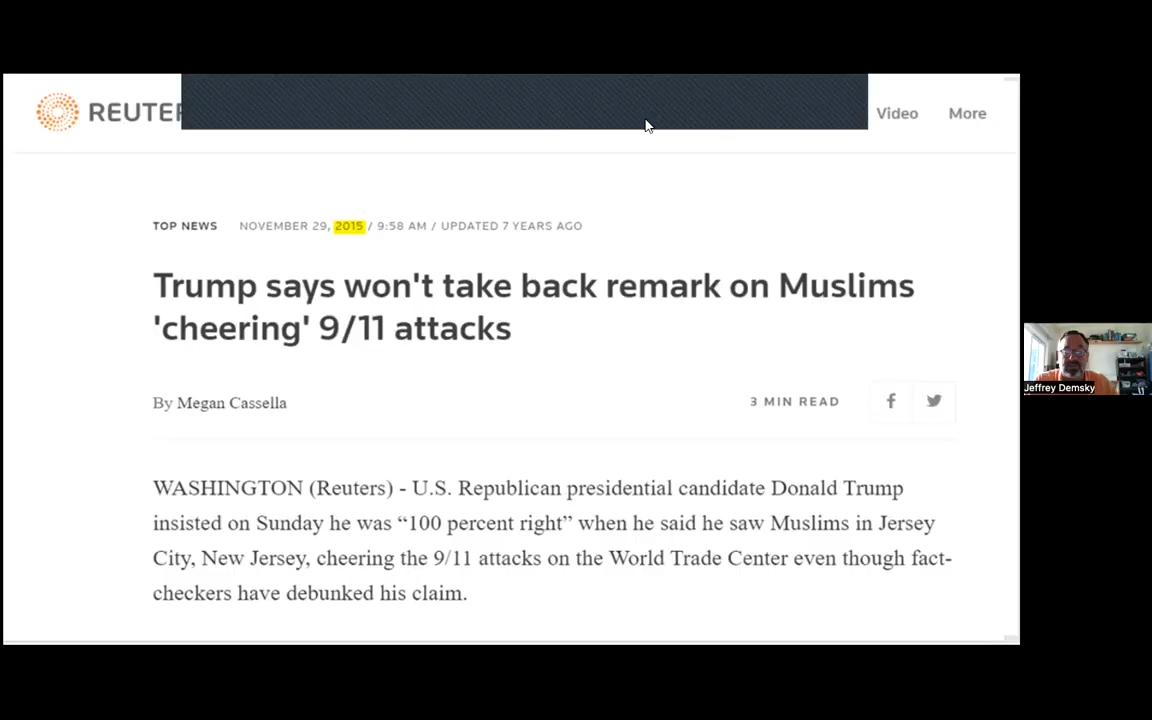 REUTER
Video
More
TOP NEWS NOVEMBER 29, 2015 / 9:58 AM / UPDATED 7 YEARS AGO
Trump says won't take back remark on Muslims
'cheering' 9/11 attacks
By Megan Cassella
3 MIN READ
WASHINGTON (Reuters) - U.S. Republican presidential candidate Donald Trump
insisted on Sunday he was “100 percent right” when he said he saw Muslims in Jersey
City, New Jersey, cheering the 9/11 attacks on the World Trade Center even though fact-
checkers have debunked his claim.
Jeffrey Demsky